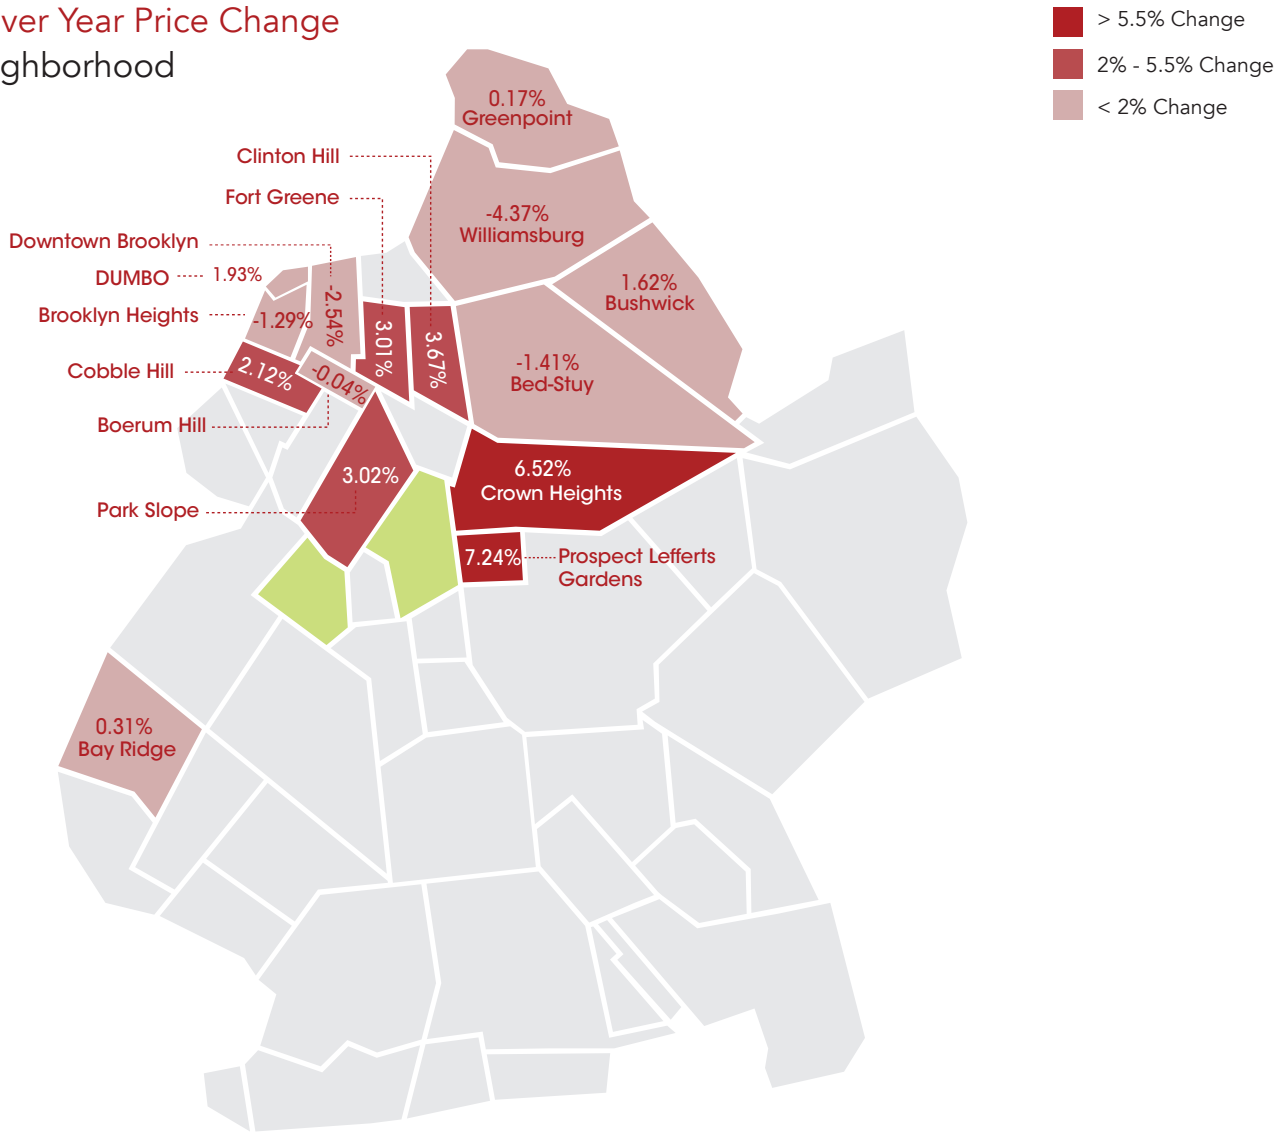 ver Year Price Change
ghborhood
> 5.5% Change
2% - 5.5% Change
< 2% Change
0.17%
Greenpoint
Clinton Hill
Fort Greene
-4.37%
Williamsburg
Downtown Brooklyn
DUMBO
1.93%
1.62%
Bushwick
Brooklyn Heights
-1.29%
-2.54%
3.01%
3.67%
Cobble Hill
2.12%
-0.04%
-1.41%
Bed-Stuy
Boerum Hill
3.02%
6.52%
Crown Heights
Park Slope
7.24%
Prospect Lefferts
Gardens
0.31%
Bay Ridge